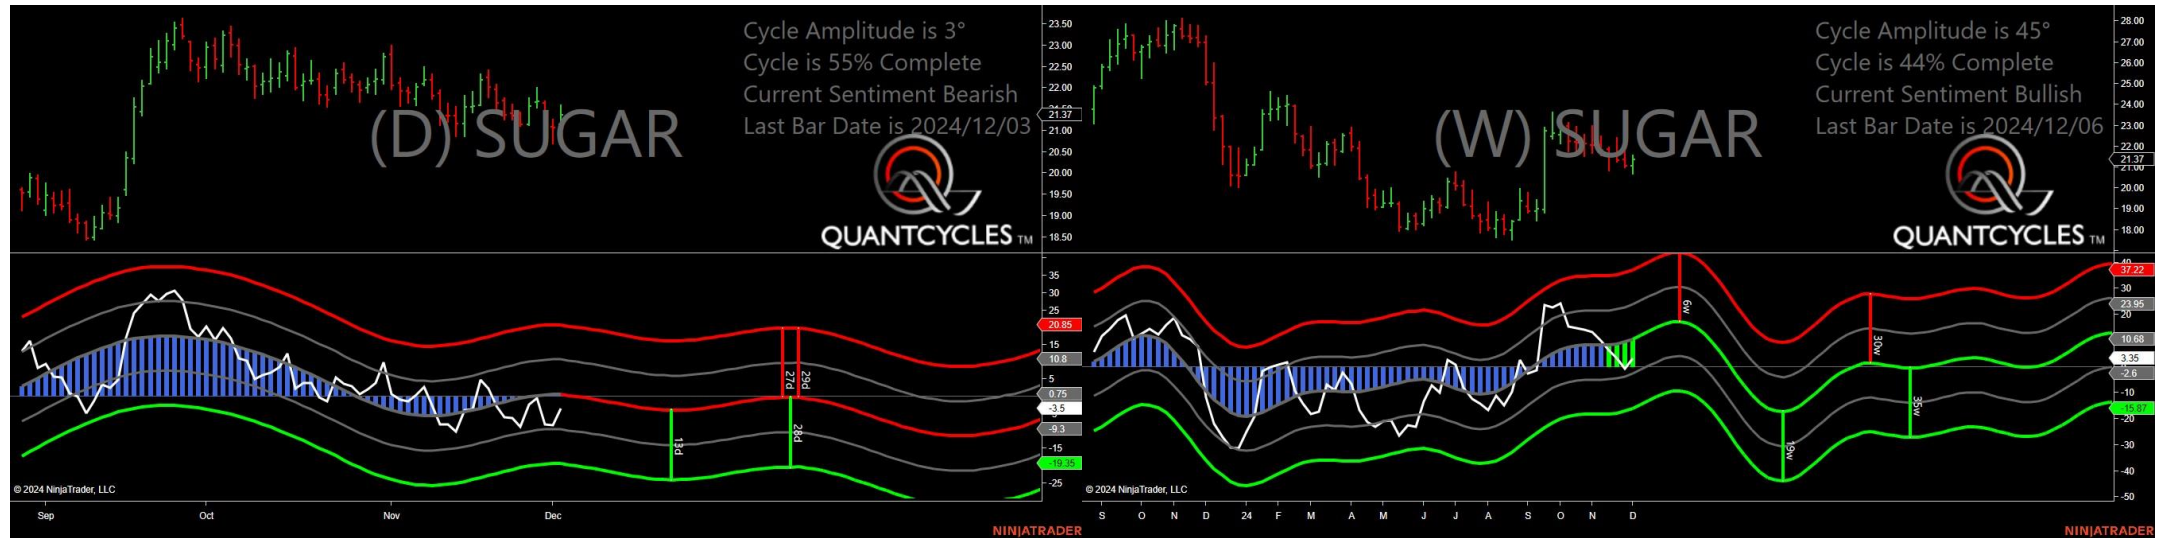 Cycle Amplitude is 3°
Cycle is 55% Complete
Current Sentiment Bearish
Last Bar Date is 2024/12/03
(D) SUGAR
QUANTCYCLES TM
23.50
23.00
22.50
22.00
21.37
21.00
20.50
20.00
19.50
19.00
18.50
35
30
25
20.85
15
10.8
5
0.75
-3.5
-9.3
-15
-19.35
-25
13d
27d
29d
28d
© 2024 NinjaTrader, LLC
Sep Oct Nov Dec
NINJATRADER
Cycle Amplitude is 45°
Cycle is 44% Complete
Current Sentiment Bullish
Last Bar Date is 2024/12/06
(W) SUGAR
QUANTCYCLES TM
28.00
27.00
26.00
25.00
24.00
23.00
22.00
21.37
21.00
20.00
19.00
18.00
40
37.22
30
23.95
20
10.68
3.35
-2.6
-10
-15.87
-20
-30
-40
-50
6w
30w
35w
19w
© 2024 NinjaTrader, LLC
S O N D 24 F M A M J J A S O N D
NINJATRADER